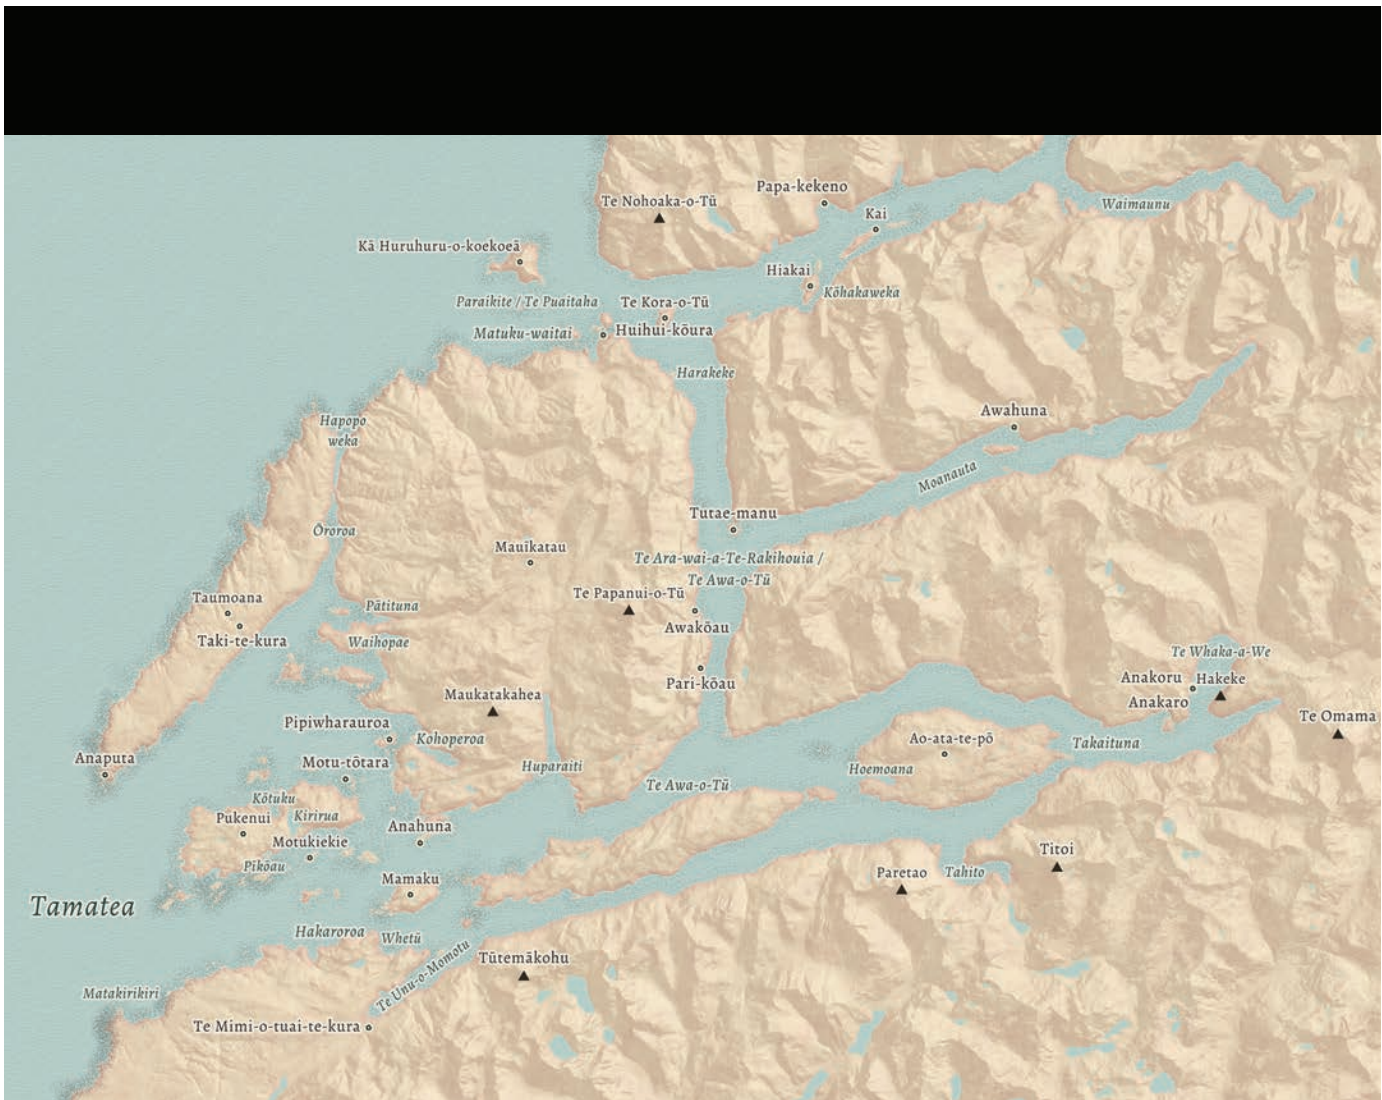 Papa-kekeno
Te Nohoaka-o-Tū
Waimaunu
Kai
Kā Huruhuru-o-koekoeā
Hiakai
Kōhakaweka
Paraikite / Te Puaitaha
Te Kora-o-Tū
Matuku-waitai
Huihui-kōura
Harakeke
Awahuna
Hapopo
weka
Moanauta
Tutae-manu
Ōroroa
Mauikatau
Te Ara-wai-a-Te-Rakihouia /
Te Awa-o-Tū
Te Papanui-o-Tū
Taumoana
Pātituna
Awakōau
Taki-te-kura
Waihopae
Te Whaka-a-We
Anakoru
Hakeke
Pari-kōau
Maukatakahea
Anakaro
Te Omama
Pipiwharauroa
Kohoperoa
Ao-ata-te-pō
Takaituna
Anaputa
Motu-tōtara
Huparaiti
Hoemoana
Te Awa-o-Tū
Kōtuku
Pukenui
Kirirua
Anahuna
Motukiekie
Titoi
Pikōau
Paretao
Tahito
Mamaku
Tamatea
Hakaroroa
Whetū
Te Unu-o-Momotu
Tūtemākohu
Matakirikiri
Te Mimi-o-tuai-te-kura